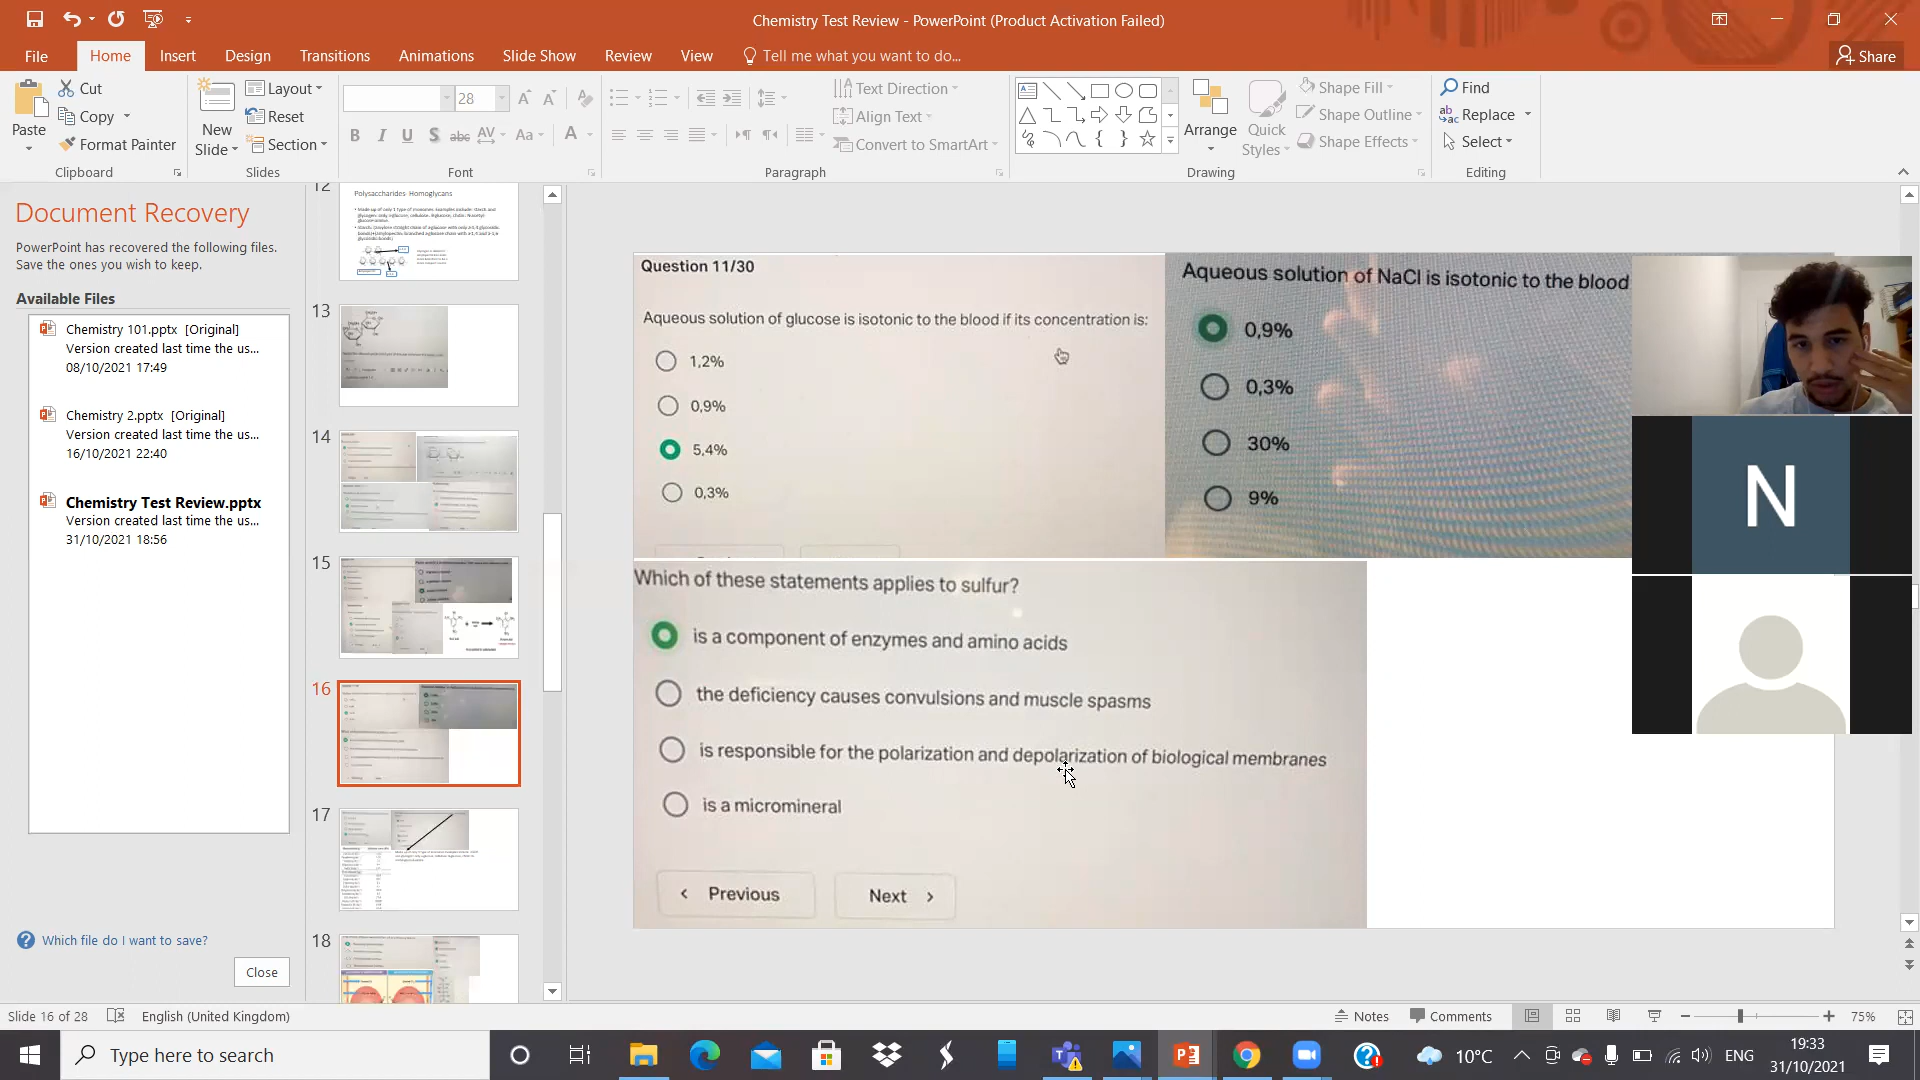 Chemistry Test Review - PowerPoint (Product Activation Failed)
File Home Insert Design Transitions Animations Slide Show Review View Tell me what you want to do... Share
Paste
Cut
Copy
Format Painter
Clipboard
New Slide
Layout
Reset
Section
Slides
28
B I U S abc AV Aa A
Font
Paragraph
Text Direction
Align Text
Convert to SmartArt
Arrange
Quick Styles
Shape Fill
Shape Outline
Shape Effects
Drawing
Find
Replace
Select
Editing
Document Recovery
PowerPoint has recovered the following files.
Save the ones you wish to keep.
Available Files
Chemistry 101.pptx [Original]
Version created last time the us...
08/10/2021 17:49
Chemistry 2.pptx [Original]
Version created last time the us...
16/10/2021 22:40
Chemistry Test Review.pptx
Version created last time the us...
31/10/2021 18:56
Which file do I want to save?
Close
12
Polysaccharides- Homoglycans
13
14
15
16
17
18
Question 11/30
Aqueous solution of glucose is isotonic to the blood if its concentration is:
1,2%
0,9%
5,4%
0,3%
Aqueous solution of NaCl is isotonic to the blood
0,9%
0,3%
30%
9%
Which of these statements applies to sulfur?
is a component of enzymes and amino acids
the deficiency causes convulsions and muscle spasms
is responsible for the polarization and depolarization of biological membranes
is a micromineral
< Previous
Next >
N
Slide 16 of 28
English (United Kingdom)
Notes
Comments
75%
Type here to search
10°C
ENG
19:33
31/10/2021